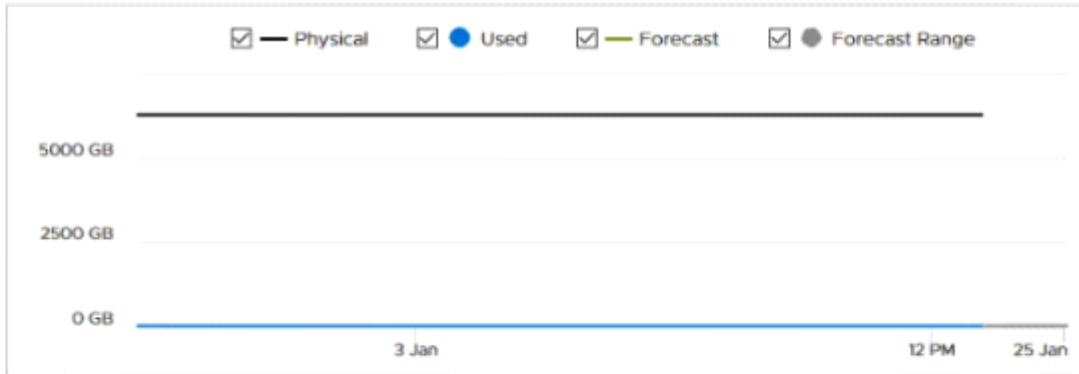 Physical Used Forecast Forecast Range
5000 GB
2500 GB
0 GB
3 Jan 12 PM 25 Jan